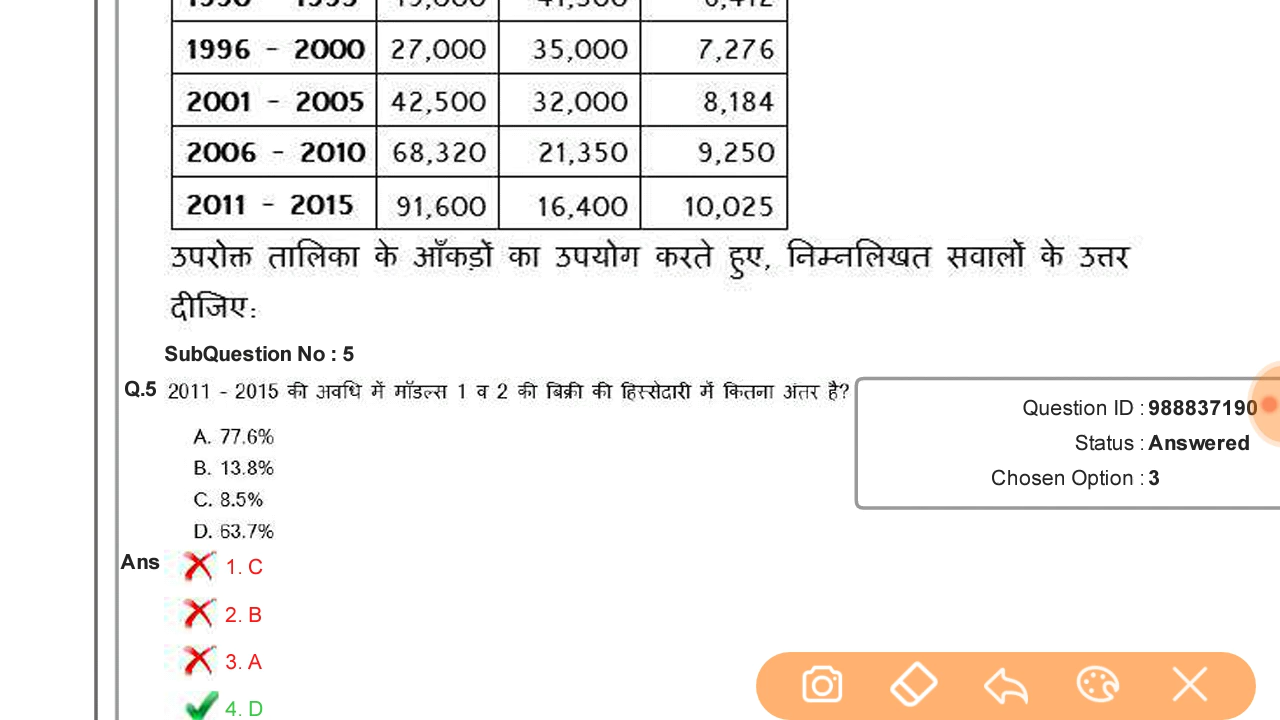 1996 - 2000 27,000 35,000 7,276
2001 - 2005 42,500 32,000 8,184
2006 - 2010 68,320 21,350 9,250
2011 - 2015 91,600 16,400 10,025
उपरोक्त तालिका के आँकड़ों का उपयोग करते हुए, निम्नलिखत सवालों के उत्तर
दीजिए:
SubQuestion No : 5
Q.5 2011 - 2015 की अवधि में मॉडल्स 1 व 2 की बिक्री की हिस्सेदारी में कितना अंतर है?
Question ID : 988837190
Status : Answered
Chosen Option : 3
A. 77.6%
B. 13.8%
C. 8.5%
D. 63.7%
Ans 1. C
2. B
3. A
4. D